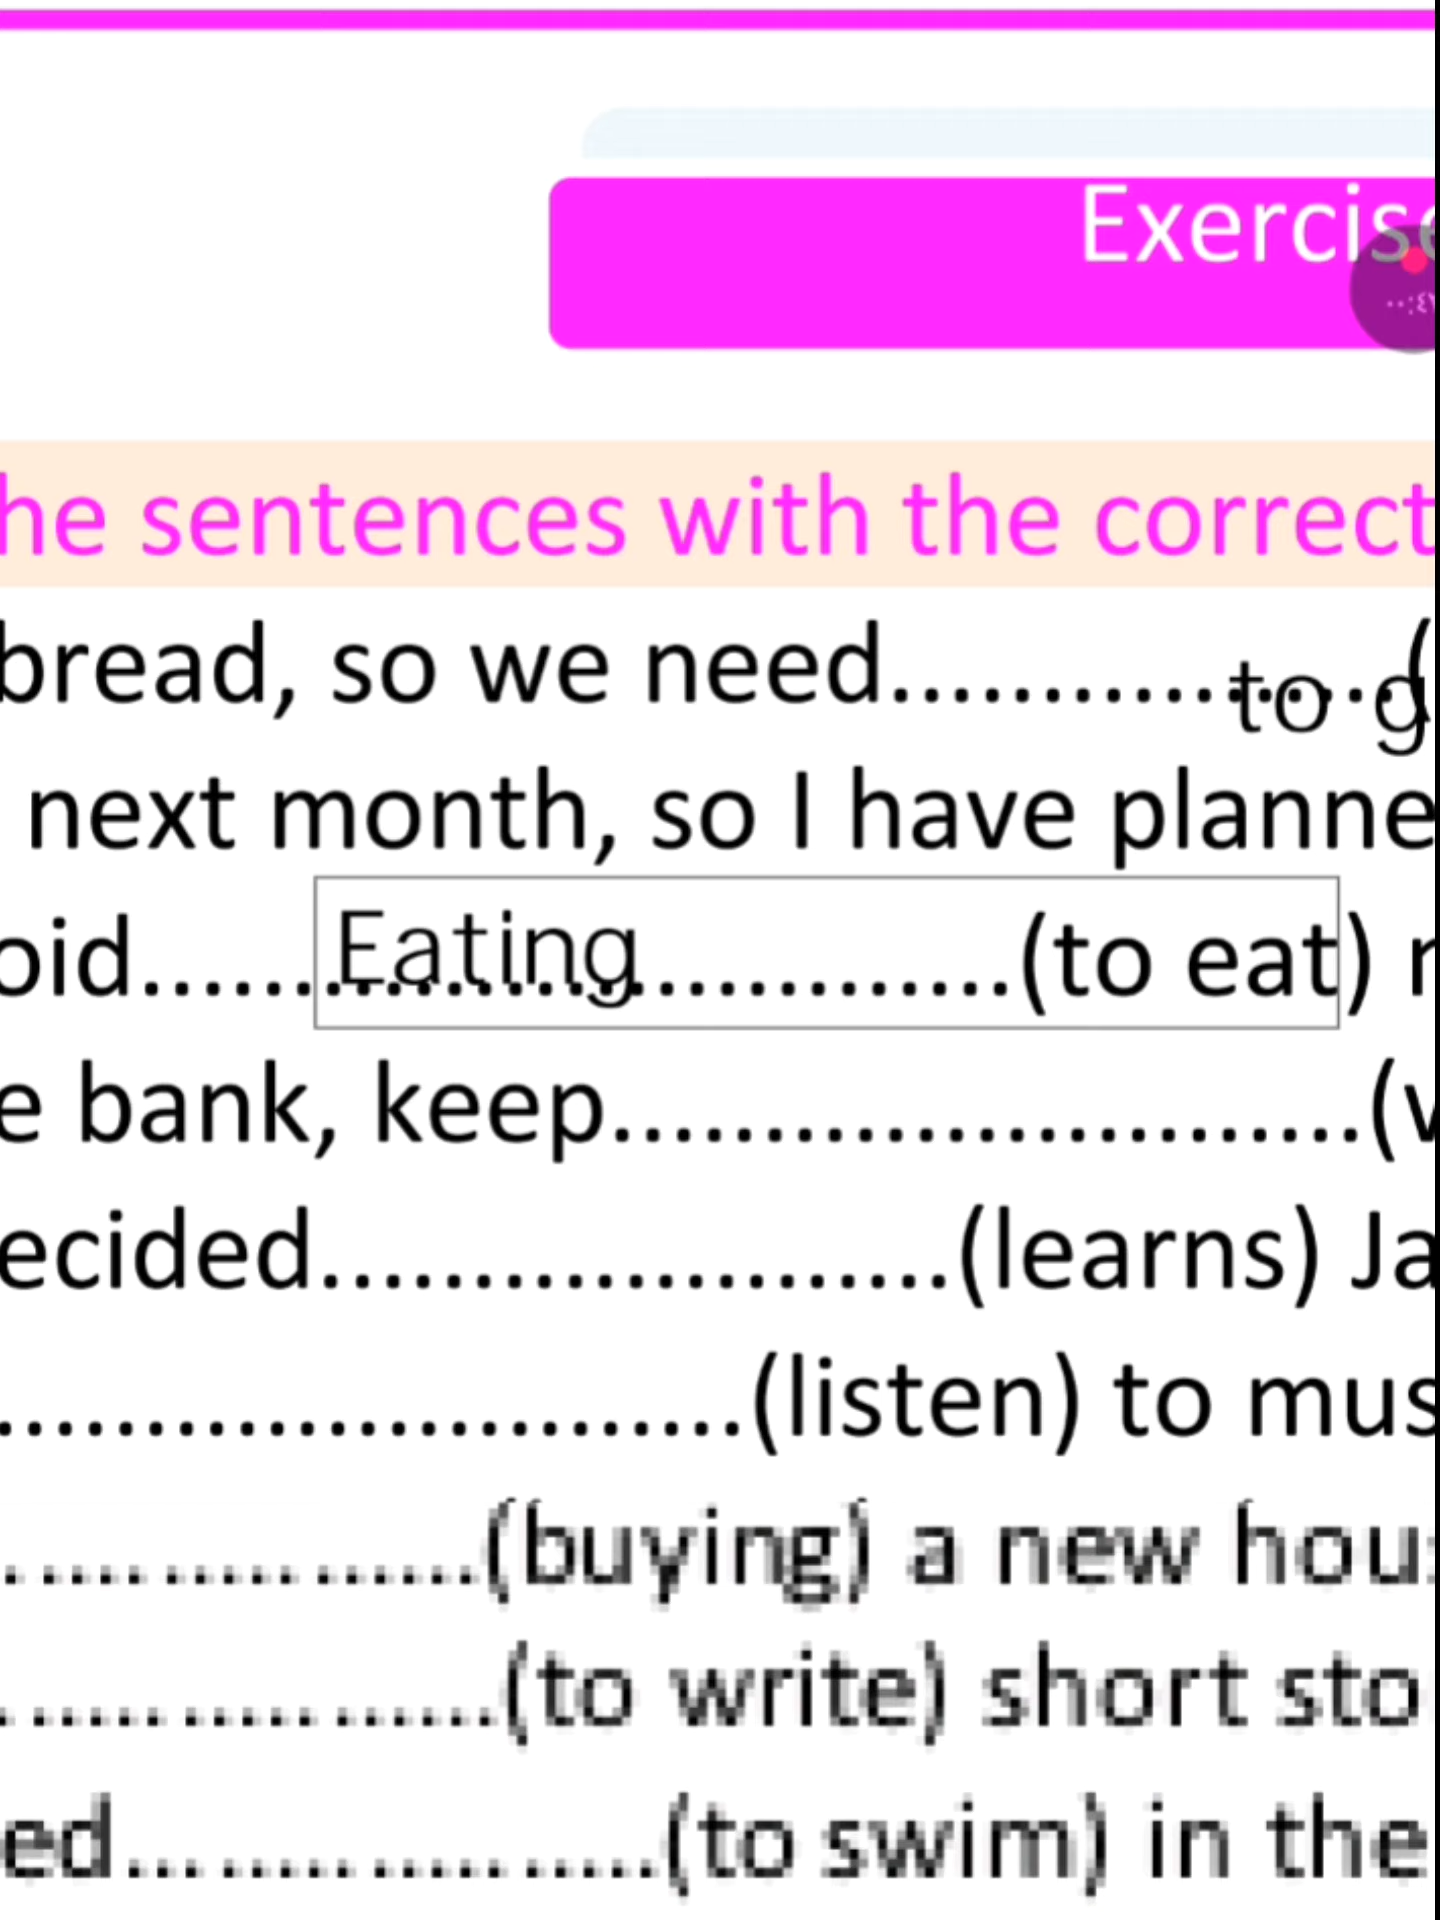 Exercise
he sentences with the correct
bread, so we need.................(
to g
next month, so I have planne
oid.............................(to eat) r
Eating
e bank, keep.........................(w
ecided.....................(learns) Ja
.........................(listen) to mus
................(buying) a new hous
.................(to write) short sto
ed..................(to swim) in the